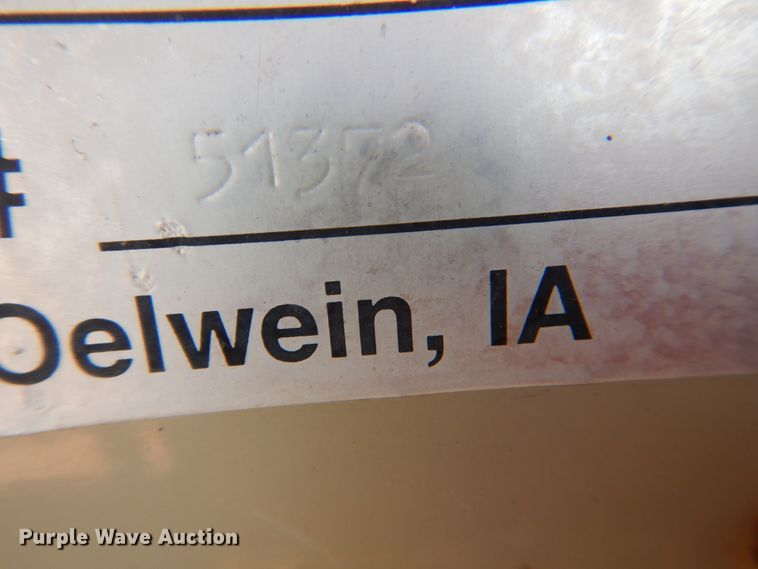 # 51372
Oelwein, IA
Purple Wave Auction